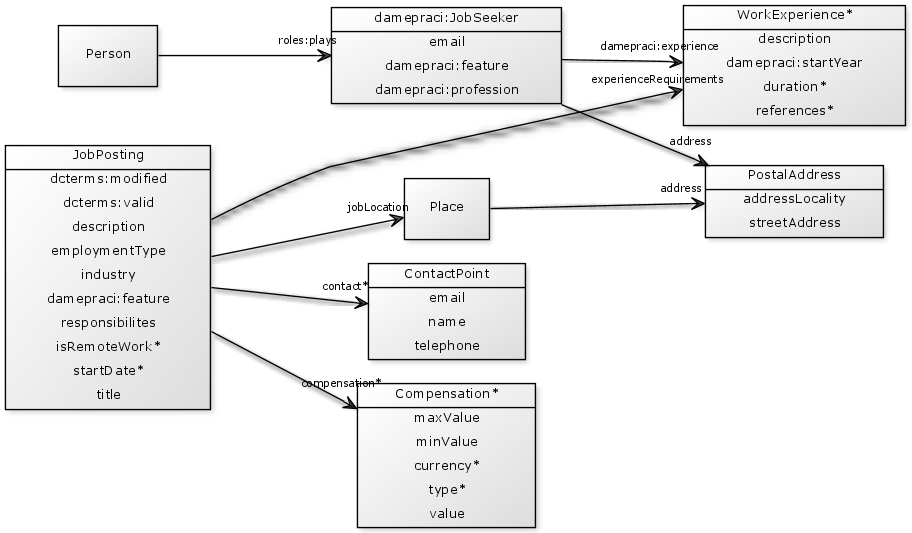 Person
roles:plays
damepraci:JobSeeker
email
damepraci:feature
damepraci:profession
damepraci:experience
experienceRequirements
address
WorkExperience*
description
damepraci:startYear
duration*
references*
JobPosting
dcterms:modified
dcterms:valid
description
employmentType
industry
damepraci:feature
responsibilites
isRemoteWork*
startDate*
title
jobLocation
Place
address
PostalAddress
addressLocality
streetAddress
contact*
ContactPoint
email
name
telephone
compensation*
Compensation*
maxValue
minValue
currency*
type*
value